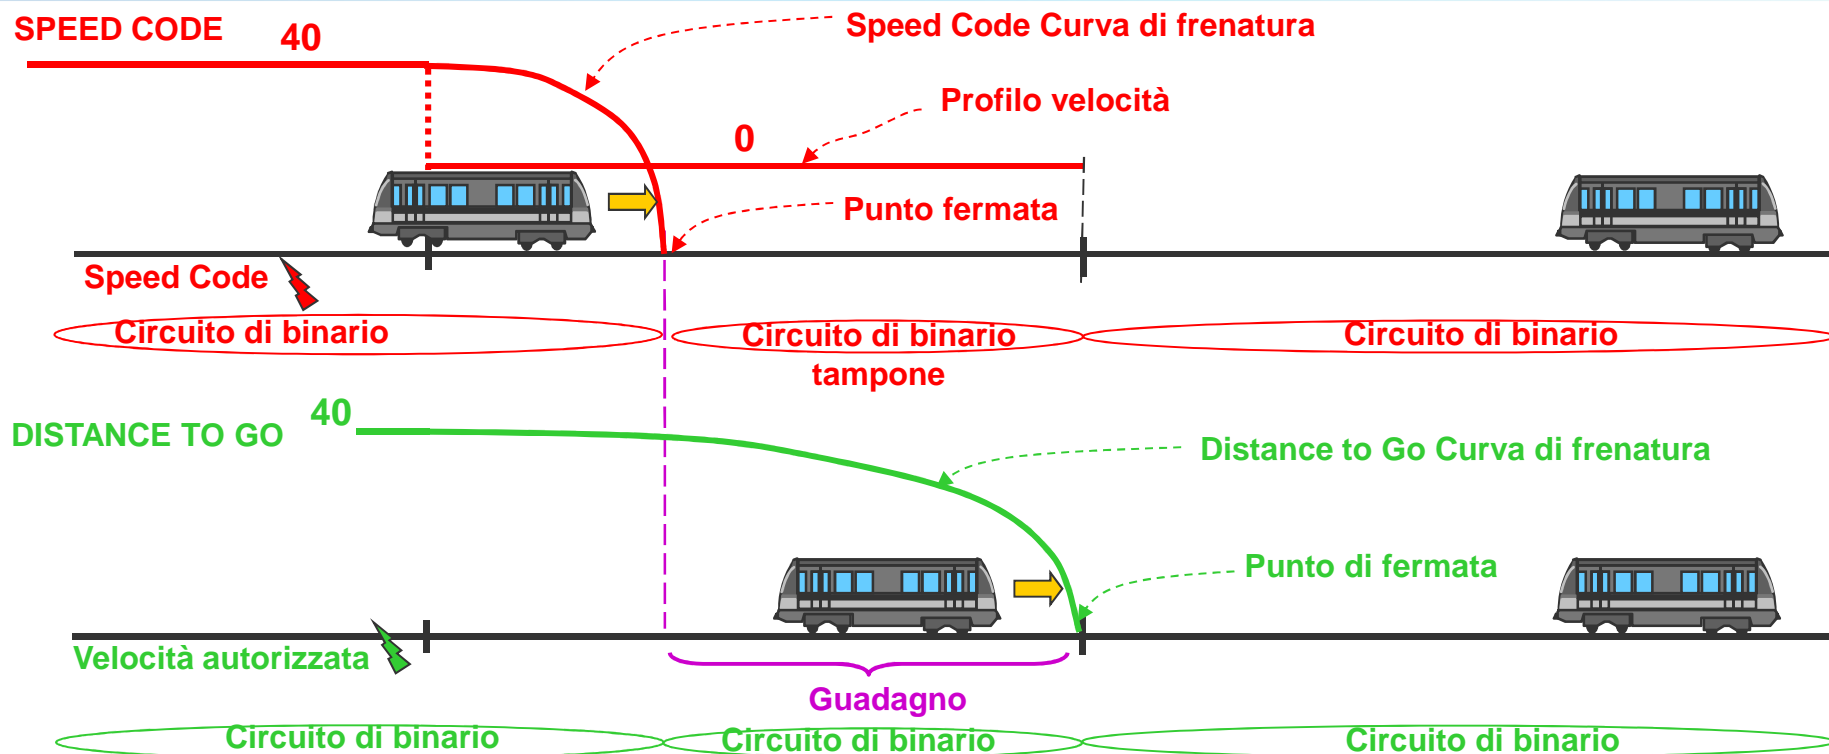 SPEED CODE
40
Speed Code Curva di frenatura
Profilo velocità
0
Punto fermata
Speed Code
Circuito di binario
Circuito di binario
tampone
Circuito di binario
40
DISTANCE TO GO
Distance to Go Curva di frenatura
Punto di fermata
Velocità autorizzata
Guadagno
Circuito di binario
Circuito di binario
Circuito di binario